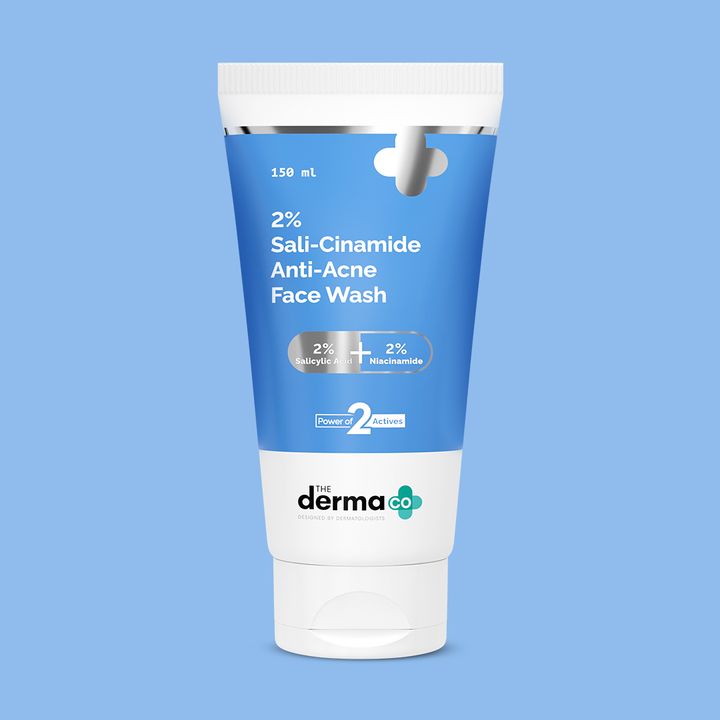 150 ml
2%
Sali-Cinamide
Anti-Acne
Face Wash
2% + 2%
Salicylic Acid Niacinamide
Power of 2 Actives
THE
derma co
DESIGNED BY DERMATOLOGISTS